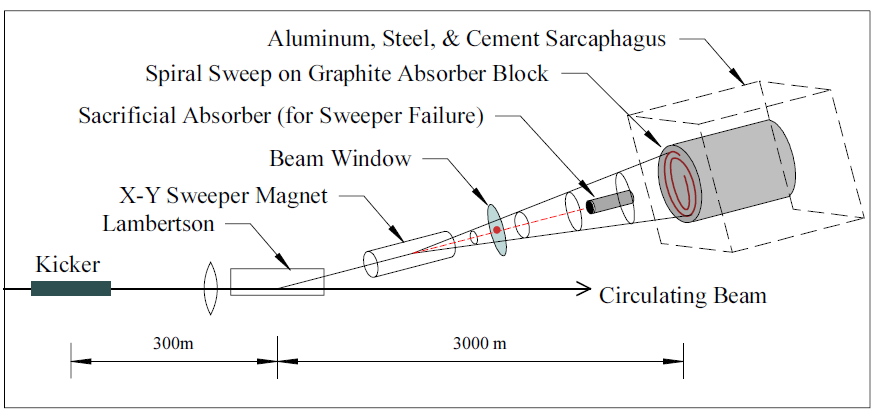 Aluminum, Steel, & Cement Sarcaphagus
Spiral Sweep on Graphite Absorber Block
Sacrificial Absorber (for Sweeper Failure)
Beam Window
X-Y Sweeper Magnet
Lambertson
Kicker
Circulating Beam
300m
3000 m